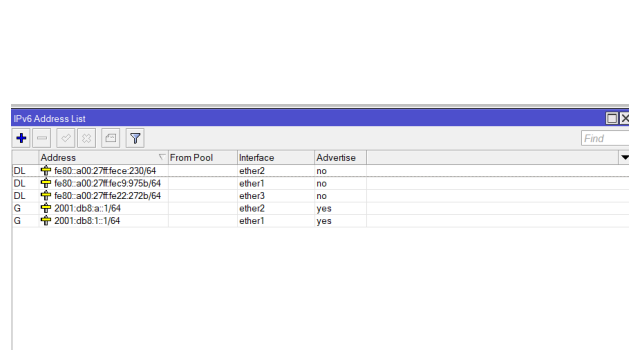 IPv6 Address List
Find
Address From Pool Interface Advertise
DL fe80::a00:27ff:fece:230/64 ether2 no
DL fe80::a00:27ff:fec9:975b/64 ether1 no
DL fe80::a00:27ff:fe22:272b/64 ether3 no
G 2001:db8:a::1/64 ether2 yes
G 2001:db8:1::1/64 ether1 yes